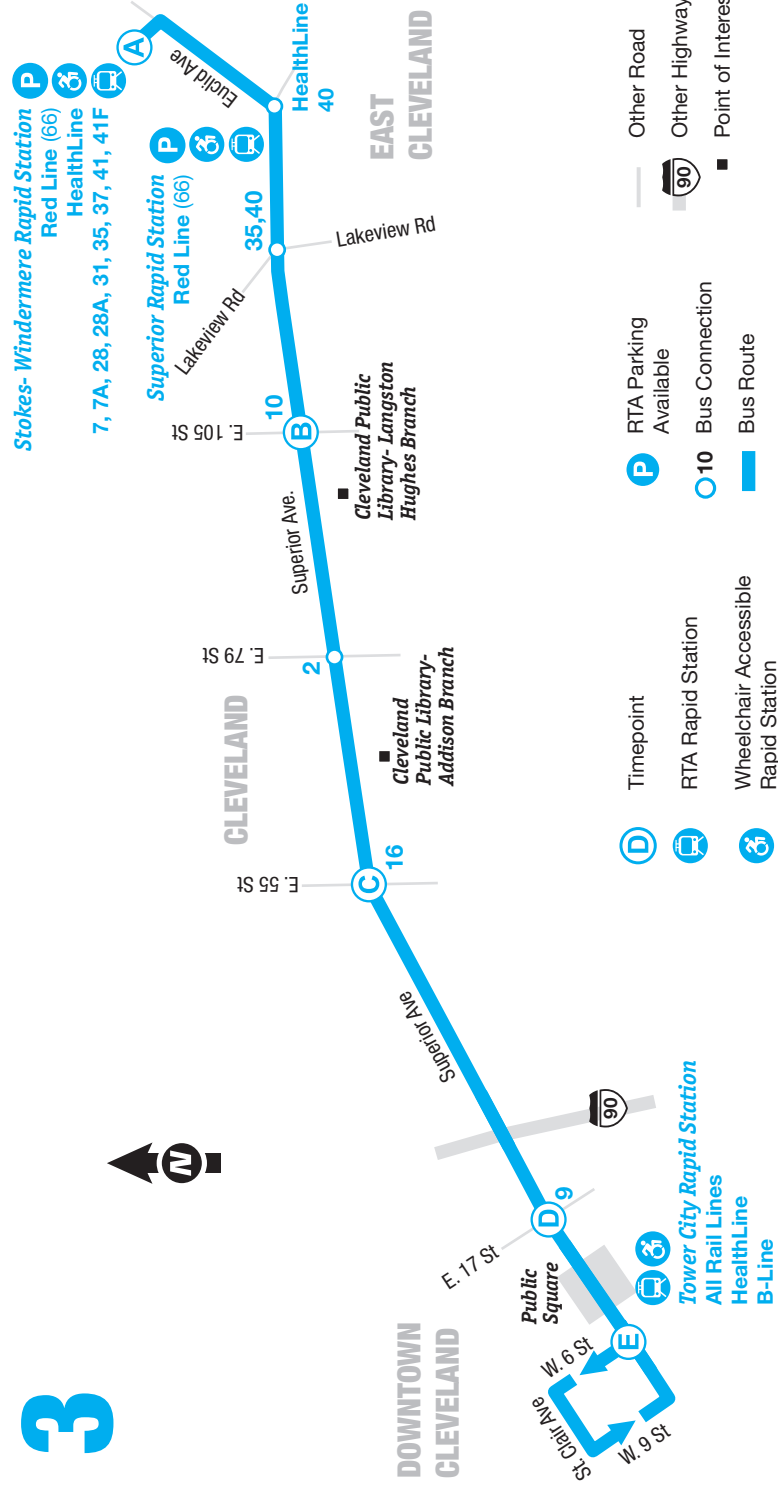 3
N
DOWNTOWN
CLEVELAND
St. Clair Ave
W. 6 St
W. 9 St
E
Public
Square
Tower City Rapid Station
All Rail Lines
HealthLine
B-Line
E. 17 St
D
9
90
Superior Ave
E. 55 St
C
16
CLEVELAND
Cleveland
Public Library-
Addison Branch
E. 79 St
2
Superior Ave.
Cleveland Public
Library- Langston
Hughes Branch
E. 105 St
B
10
Lakeview Rd
Lakeview Rd
35,40
Superior Rapid Station
Red Line (66)
P
HealthLine
40
EAST
CLEVELAND
Euclid Ave
A
Stokes- Windermere Rapid Station
Red Line (66)
HealthLine
7, 7A, 28, 28A, 31, 35, 37, 41, 41F
P
D
Timepoint
RTA Rapid Station
Wheelchair Accessible
Rapid Station
P
RTA Parking
Available
10
Bus Connection
Bus Route
Other Road
90
Other Highway
Point of Interes